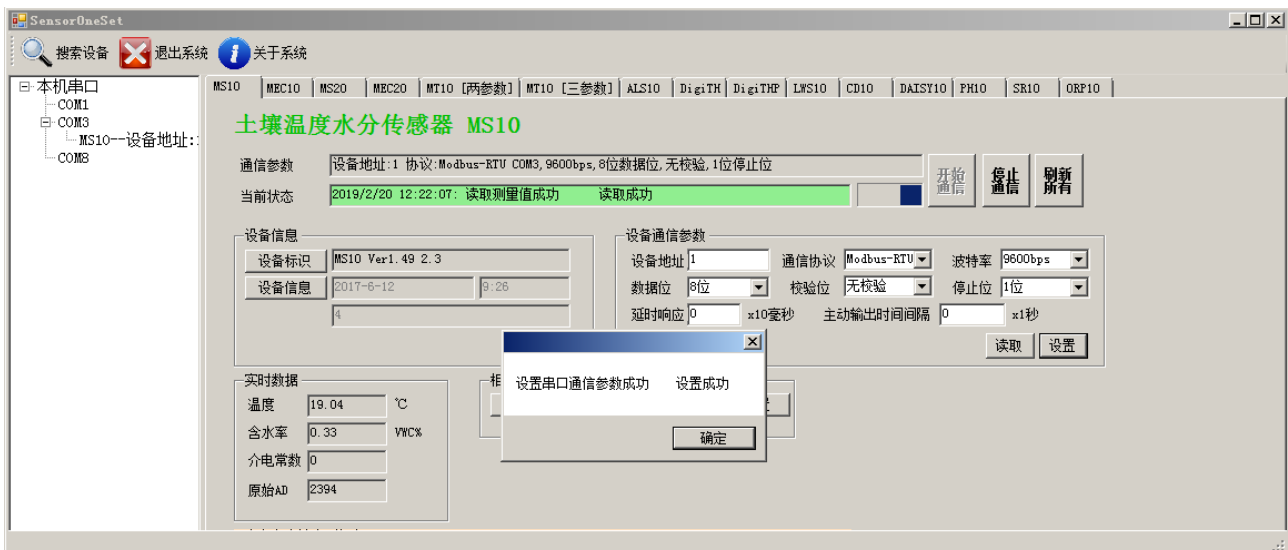 SensorOneSet
搜索设备 退出系统 关于系统
本机串口
COM1
COM3
MS10--设备地址:
COM8
MS10 MEC10 MS20 MEC20 MT10 [两参数] MT10 [三参数] ALS10 DigiTH DigiTHP LWS10 CD10 DAISY10 PH10 SR10 ORP10
土壤温度水分传感器 MS10
通信参数 设备地址:1 协议:Modbus-RTU COM3,9600bps,8位数据位,无校验,1位停止位
当前状态 2019/2/20 12:22:07: 读取测量值成功 读取成功
开始通信
停止通信
刷新所有
设备信息
设备标识 MS10 Ver1.49 2.3
设备信息 2017-6-12 9:26
4
设备通信参数
设备地址 1 通信协议 Modbus-RTU 波特率 9600bps
数据位 8位 校验位 无校验 停止位 1位
延时响应 0 x10毫秒 主动输出时间间隔 0 x1秒
读取 设置
设置串口通信参数成功 设置成功
确定
实时数据
温度 19.04 ℃
含水率 0.33 VWC%
介电常数 0
原始AD 2394